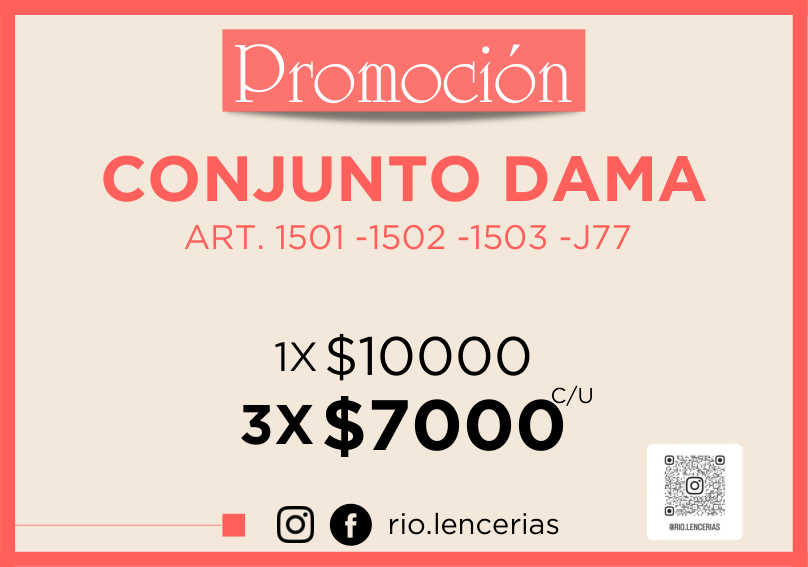 Promoción
CONJUNTO DAMA
ART. 1501 -1502 -1503 -J77
1X $10000
3X $7000 C/U
rio.lencerias
@RIO.LENCERIAS